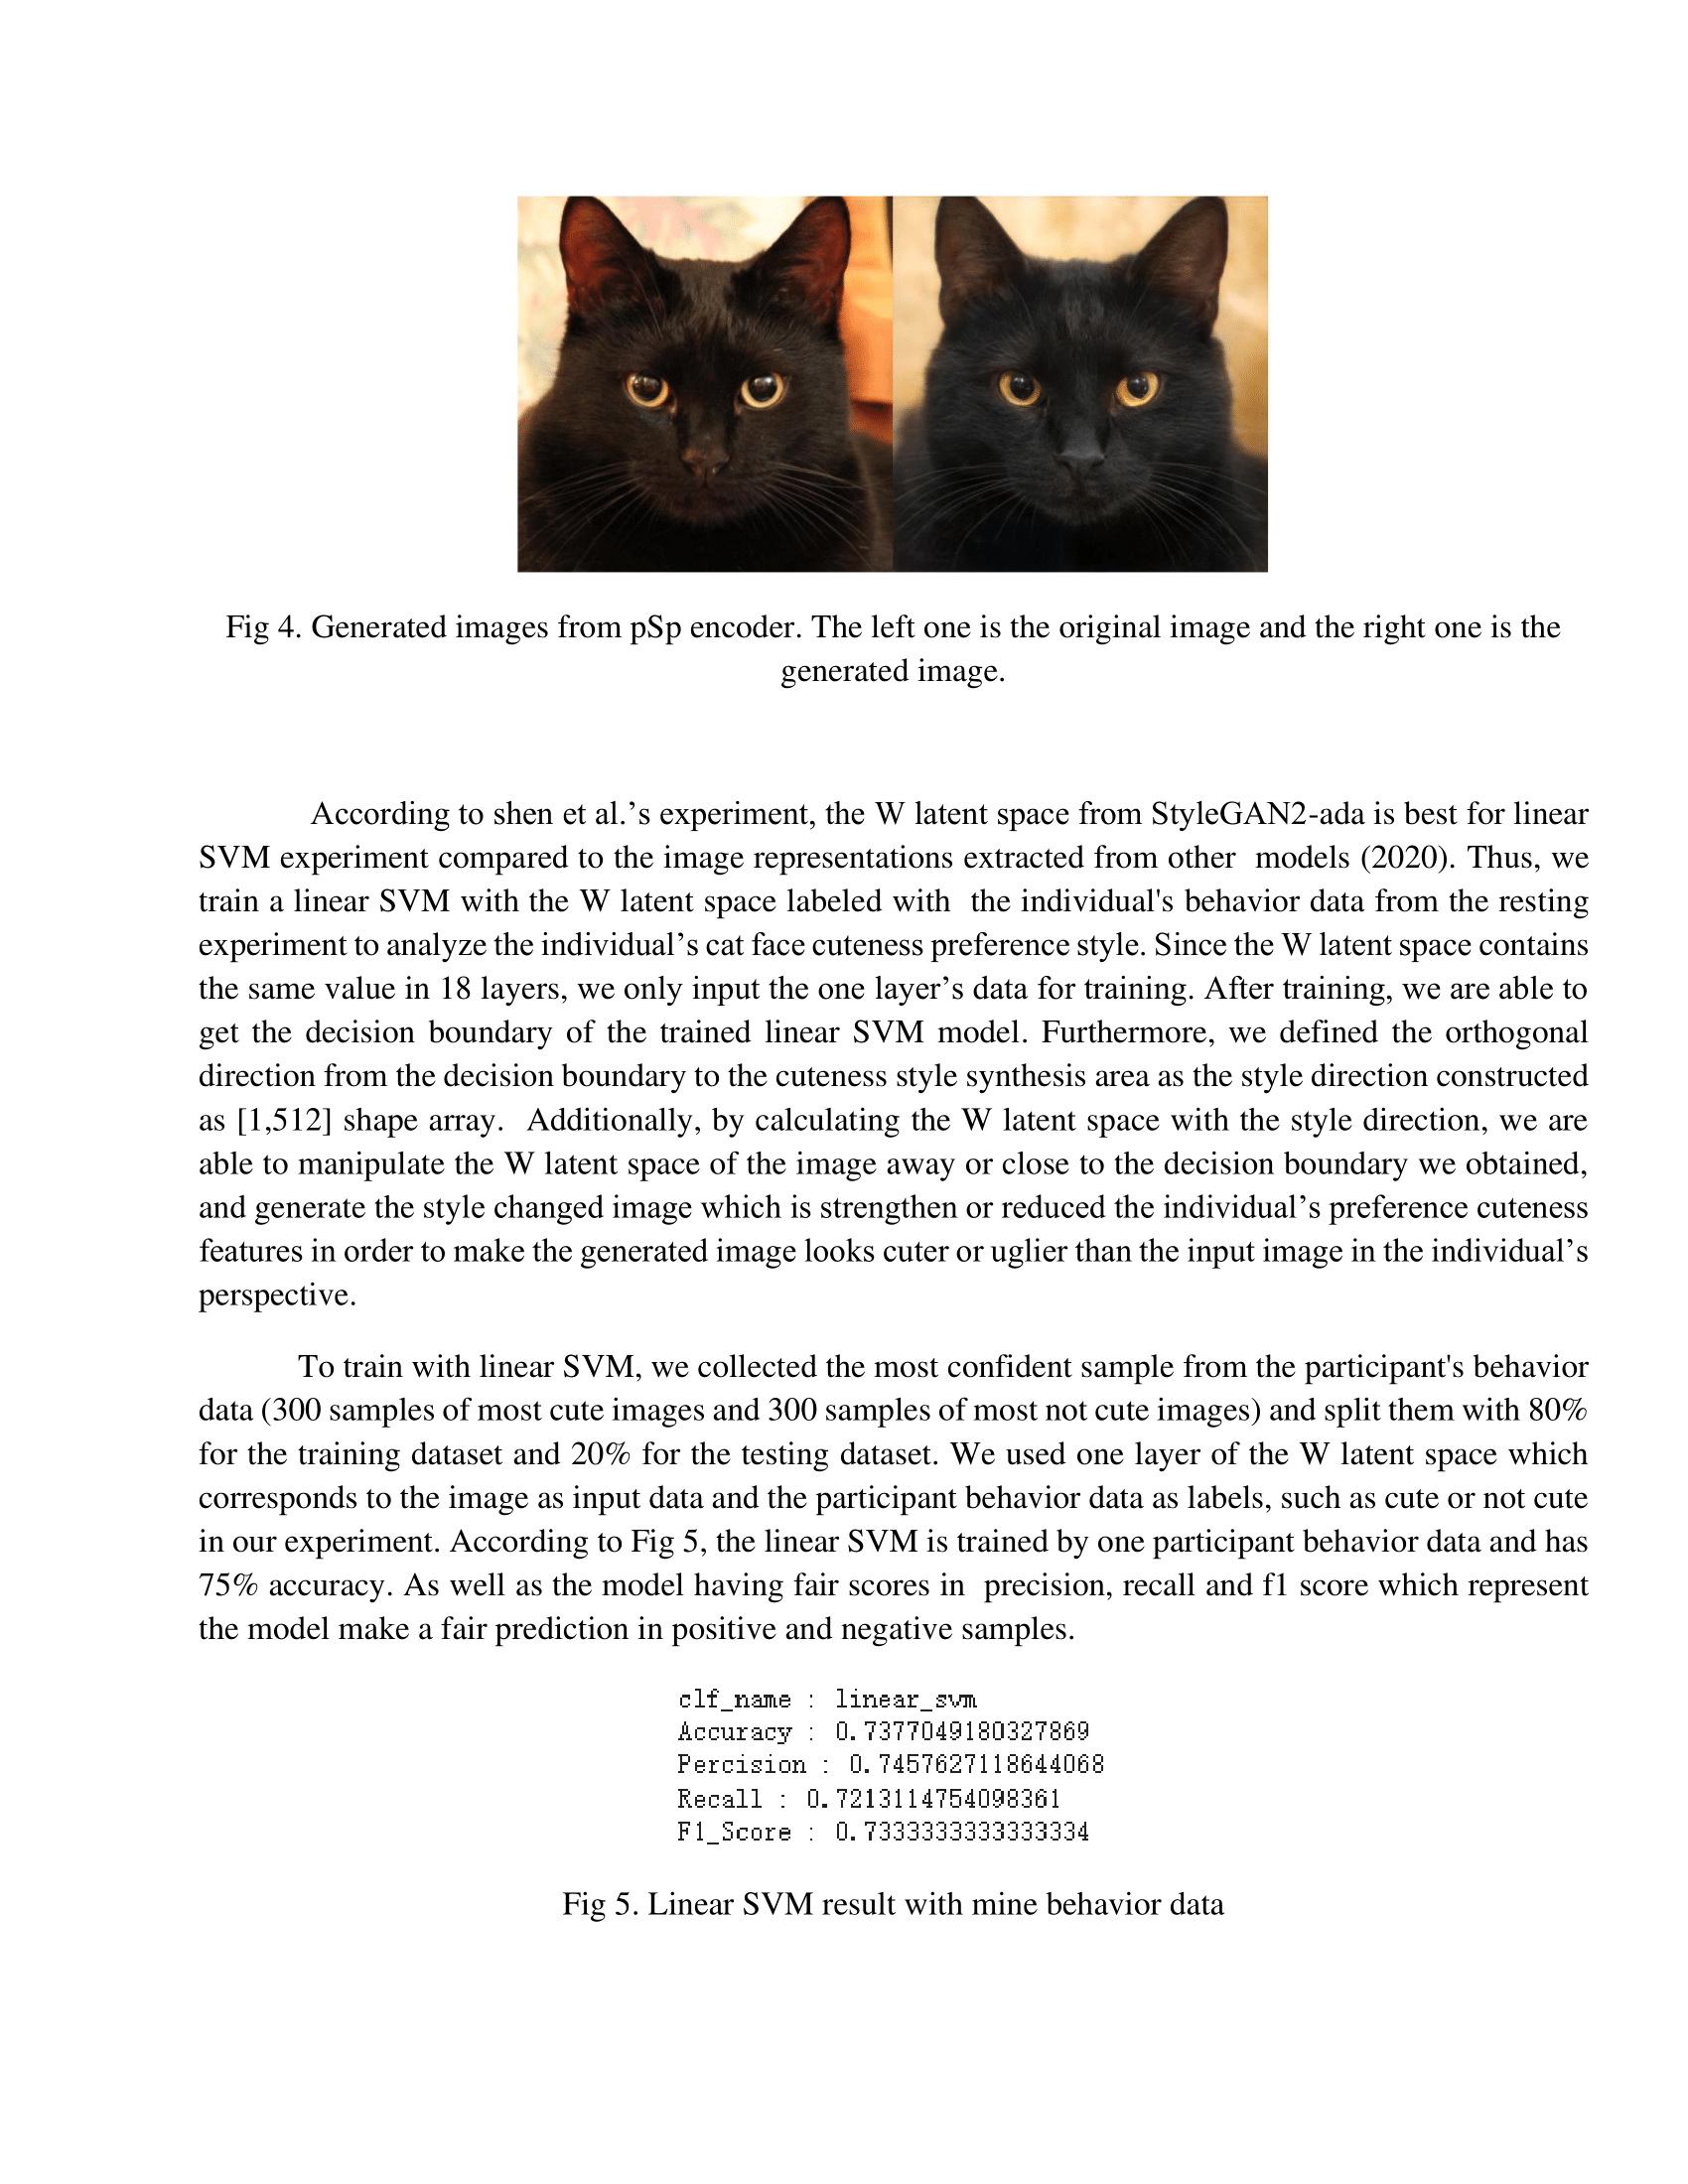 Fig 4. Generated images from pSp encoder. The left one is the original image and the right one is the
generated image.
According to shen et al.’s experiment, the W latent space from StyleGAN2-ada is best for linear
SVM experiment compared to the image representations extracted from other  models (2020). Thus, we
train a linear SVM with the W latent space labeled with  the individual's behavior data from the resting
experiment to analyze the individual’s cat face cuteness preference style. Since the W latent space contains
the same value in 18 layers, we only input the one layer’s data for training. After training, we are able to
get the decision boundary of the trained linear SVM model. Furthermore, we defined the orthogonal
direction from the decision boundary to the cuteness style synthesis area as the style direction constructed
as [1,512] shape array.  Additionally, by calculating the W latent space with the style direction, we are
able to manipulate the W latent space of the image away or close to the decision boundary we obtained,
and generate the style changed image which is strengthen or reduced the individual’s preference cuteness
features in order to make the generated image looks cuter or uglier than the input image in the individual’s
perspective.
To train with linear SVM, we collected the most confident sample from the participant's behavior
data (300 samples of most cute images and 300 samples of most not cute images) and split them with 80%
for the training dataset and 20% for the testing dataset. We used one layer of the W latent space which
corresponds to the image as input data and the participant behavior data as labels, such as cute or not cute
in our experiment. According to Fig 5, the linear SVM is trained by one participant behavior data and has
75% accuracy. As well as the model having fair scores in  precision, recall and f1 score which represent
the model make a fair prediction in positive and negative samples.
clf_name : linear_svm
Accuracy : 0.7377049180327869
Percision : 0.7457627118644068
Recall : 0.7213114754098361
F1_Score : 0.7333333333333334
Fig 5. Linear SVM result with mine behavior data